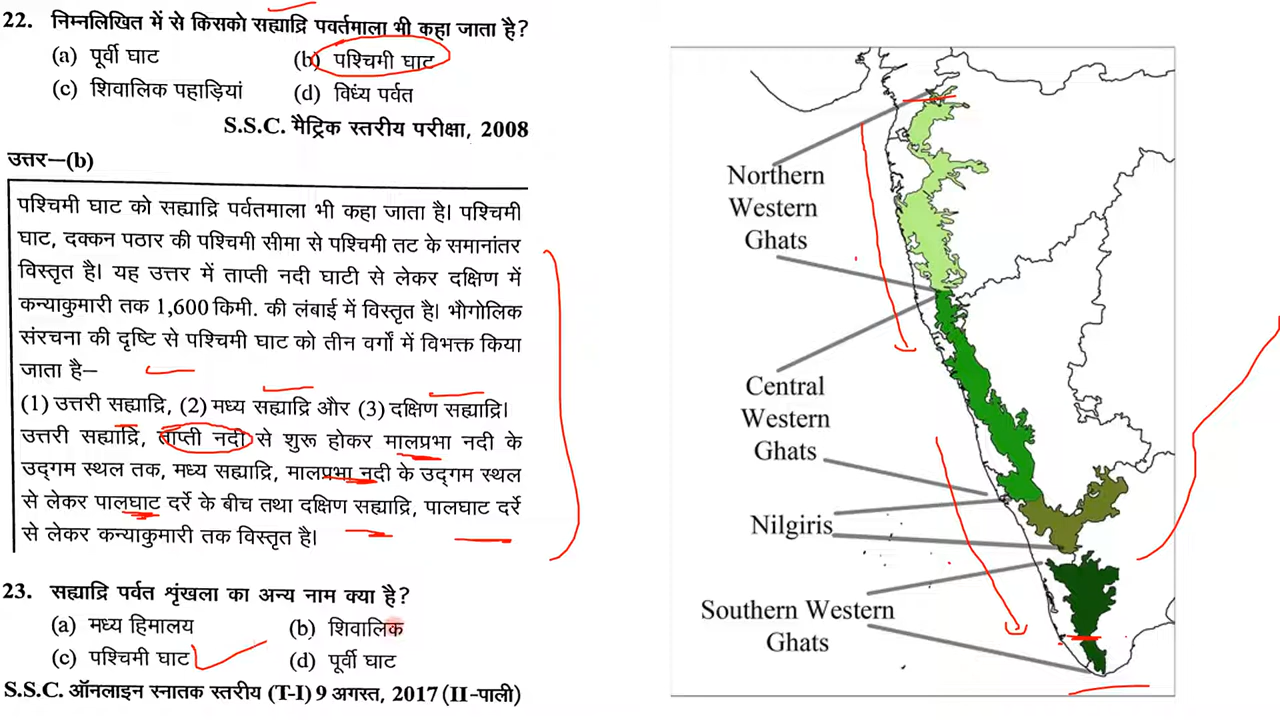 22. निम्नलिखित में से किसको सह्याद्रि पवर्तमाला भी कहा जाता है?
(a) पूर्वी घाट (b) पश्चिमी घाट
(c) शिवालिक पहाड़ियां (d) विंध्य पर्वत
S.S.C. मैट्रिक स्तरीय परीक्षा, 2008
उत्तर—(b)
पश्चिमी घाट को सह्याद्रि पर्वतमाला भी कहा जाता है। पश्चिमी
घाट, दक्कन पठार की पश्चिमी सीमा से पश्चिमी तट के समानांतर
विस्तृत है। यह उत्तर में ताप्ती नदी घाटी से लेकर दक्षिण में
कन्याकुमारी तक 1,600 किमी. की लंबाई में विस्तृत है। भौगोलिक
संरचना की दृष्टि से पश्चिमी घाट को तीन वर्गों में विभक्त किया
जाता है–
(1) उत्तरी सह्याद्रि, (2) मध्य सह्याद्रि और (3) दक्षिण सह्याद्रि।
उत्तरी सह्याद्रि, ताप्ती नदी से शुरू होकर मालप्रभा नदी के
उद्गम स्थल तक, मध्य सह्याद्रि, मालप्रभा नदी के उद्गम स्थल
से लेकर पालघाट दर्रे के बीच तथा दक्षिण सह्याद्रि, पालघाट दर्रे
से लेकर कन्याकुमारी तक विस्तृत है।
23. सह्याद्रि पर्वत शृंखला का अन्य नाम क्या है?
(a) मध्य हिमालय (b) शिवालिक
(c) पश्चिमी घाट (d) पूर्वी घाट
S.S.C. ऑनलाइन स्नातक स्तरीय (T-I) 9 अगस्त, 2017 (II-पाली)
Northern
Western
Ghats
Central
Western
Ghats
Nilgiris
Southern Western
Ghats